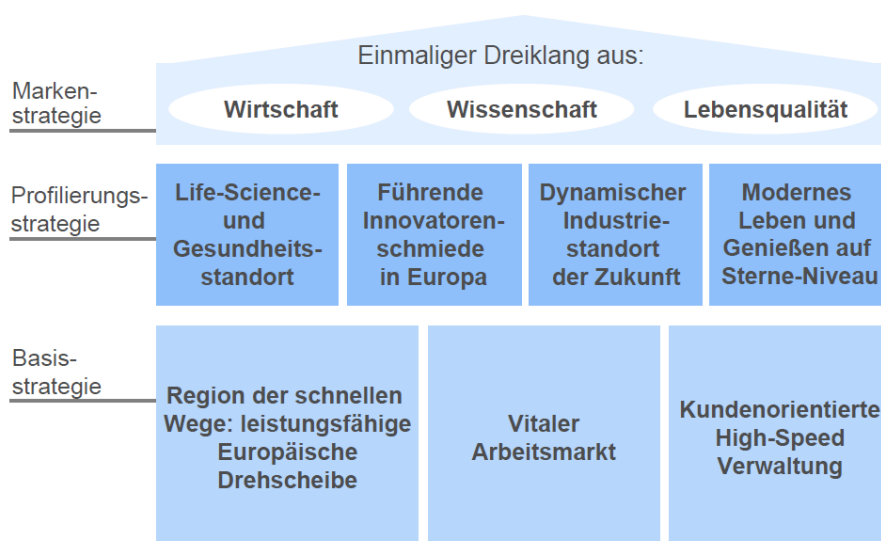 Einmaliger Dreiklang aus:
Marken-
strategie
Wirtschaft
Wissenschaft
Lebensqualität
Profilierungs-
strategie
Life-Science-
und
Gesundheits-
standort
Führende
Innovatoren-
schmiede
in Europa
Dynamischer
Industrie-
standort
der Zukunft
Modernes
Leben und
Genießen auf
Sterne-Niveau
Basis-
strategie
Region der schnellen
Wege: leistungsfähige
Europäische
Drehscheibe
Vitaler
Arbeitsmarkt
Kundenorientierte
High-Speed
Verwaltung